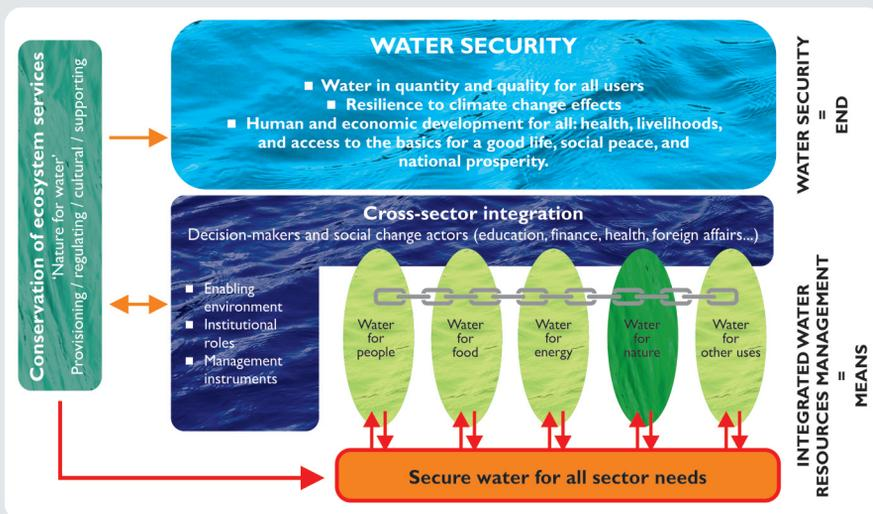 Conservation of ecosystem services
'Nature for water'
Provisioning / regulating / cultural / supporting
WATER SECURITY
■ Water in quantity and quality for all users
■ Resilience to climate change effects
■ Human and economic development for all: health, livelihoods,
and access to the basics for a good life, social peace, and
national prosperity.
WATER SECURITY
=
END
Cross-sector integration
Decision-makers and social change actors (education, finance, health, foreign affairs...)
■ Enabling
environment
■ Institutional
roles
■ Management
instruments
Water
for
people
Water
for
food
Water
for
energy
Water
for
nature
Water
for
other uses
INTEGRATED WATER
RESOURCES MANAGEMENT
=
MEANS
Secure water for all sector needs